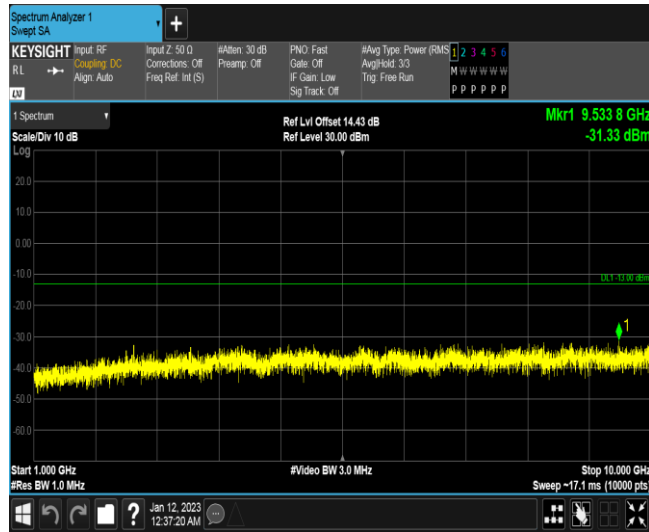 Spectrum Analyzer 1
Swept SA
KEYSIGHT
RL
LXI
Input: RF
Coupling: DC
Align: Auto
Input Z: 50 Ω
Corrections: Off
Freq Ref: Int (S)
#Atten: 30 dB
Preamp: Off
PNO: Fast
Gate: Off
IF Gain: Low
Sig Track: Off
#Avg Type: Power (RMS
Avg|Hold: 3/3
Trig: Free Run
1 2 3 4 5 6
M W W W W W
P P P P P P
1 Spectrum
Scale/Div 10 dB
Ref Lvl Offset 14.43 dB
Ref Level 30.00 dBm
Mkr1 9.533 8 GHz
-31.33 dBm
Log
20.0
10.0
0.00
-10.0
DL1 -13.00 dBm
-20.0
1
-30.0
-40.0
-50.0
-60.0
Start 1.000 GHz
#Res BW 1.0 MHz
#Video BW 3.0 MHz
Stop 10.000 GHz
Sweep ~17.1 ms (10000 pts)
?
Jan 12, 2023
12:37:20 AM